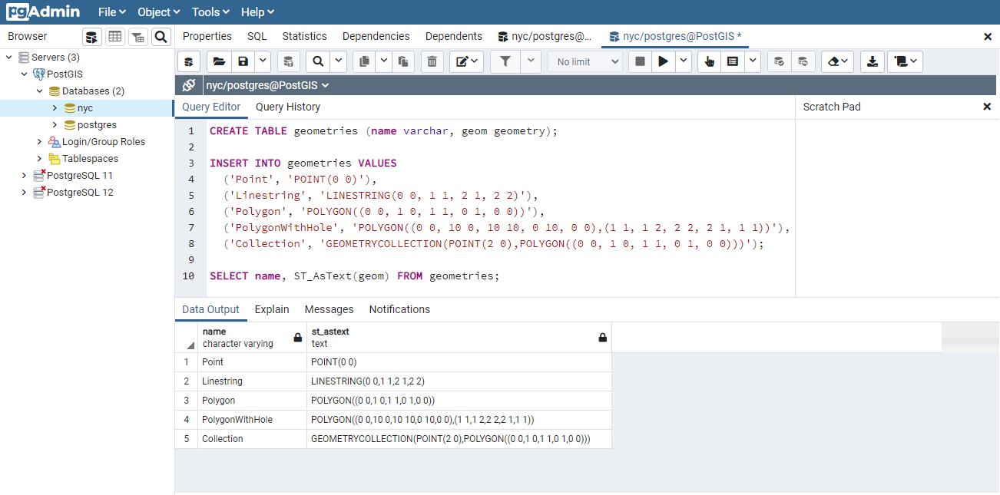 pgAdmin File Object Tools Help
Browser
Properties SQL Statistics Dependencies Dependents nyc/postgres@... nyc/postgres@PostGIS *
Servers (3)
PostGIS
Databases (2)
nyc
postgres
Login/Group Roles
Tablespaces
PostgreSQL 11
PostgreSQL 12
No limit
nyc/postgres@PostGIS
Query Editor Query History
Scratch Pad
1 CREATE TABLE geometries (name varchar, geom geometry);
2
3 INSERT INTO geometries VALUES
4 ('Point', 'POINT(0 0)'),
5 ('Linestring', 'LINESTRING(0 0, 1 1, 2 1, 2 2)'),
6 ('Polygon', 'POLYGON((0 0, 1 0, 1 1, 0 1, 0 0))'),
7 ('PolygonWithHole', 'POLYGON((0 0, 10 0, 10 10, 0 10, 0 0),(1 1, 1 2, 2 2, 2 1, 1 1))'),
8 ('Collection', 'GEOMETRYCOLLECTION(POINT(2 0),POLYGON((0 0, 1 0, 1 1, 0 1, 0 0)))');
9
10 SELECT name, ST_AsText(geom) FROM geometries;
Data Output Explain Messages Notifications
name st_astext
character varying text
1 Point POINT(0 0)
2 Linestring LINESTRING(0 0,1 1,2 1,2 2)
3 Polygon POLYGON((0 0,1 0,1 1,0 1,0 0))
4 PolygonWithHole POLYGON((0 0,10 0,10 10,0 10,0 0),(1 1,1 2,2 2,2 1,1 1))
5 Collection GEOMETRYCOLLECTION(POINT(2 0),POLYGON((0 0,1 0,1 1,0 1,0 0)))